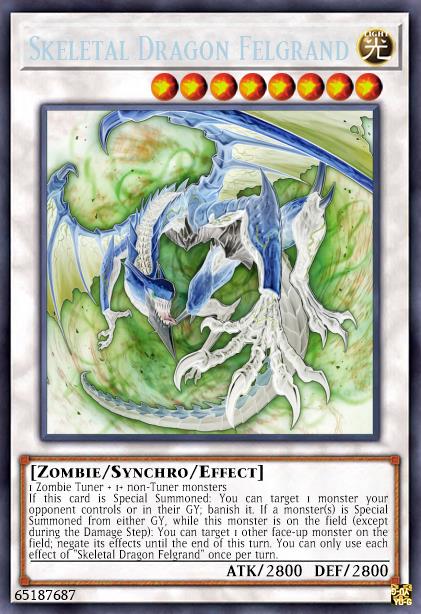 SKELETAL DRAGON FELGRAND
LIGHT
光
[ZOMBIE/SYNCHRO/EFFECT]
1 Zombie Tuner + 1+ non-Tuner monsters
If this card is Special Summoned: You can target 1 monster your
opponent controls or in their GY; banish it. If a monster(s) is Special
Summoned from either GY, while this monster is on the field (except
during the Damage Step): You can target 1 other face-up monster on the
field; negate its effects until the end of this turn. You can only use each
effect of "Skeletal Dragon Felgrand" once per turn.
ATK/2800 DEF/2800
65187687